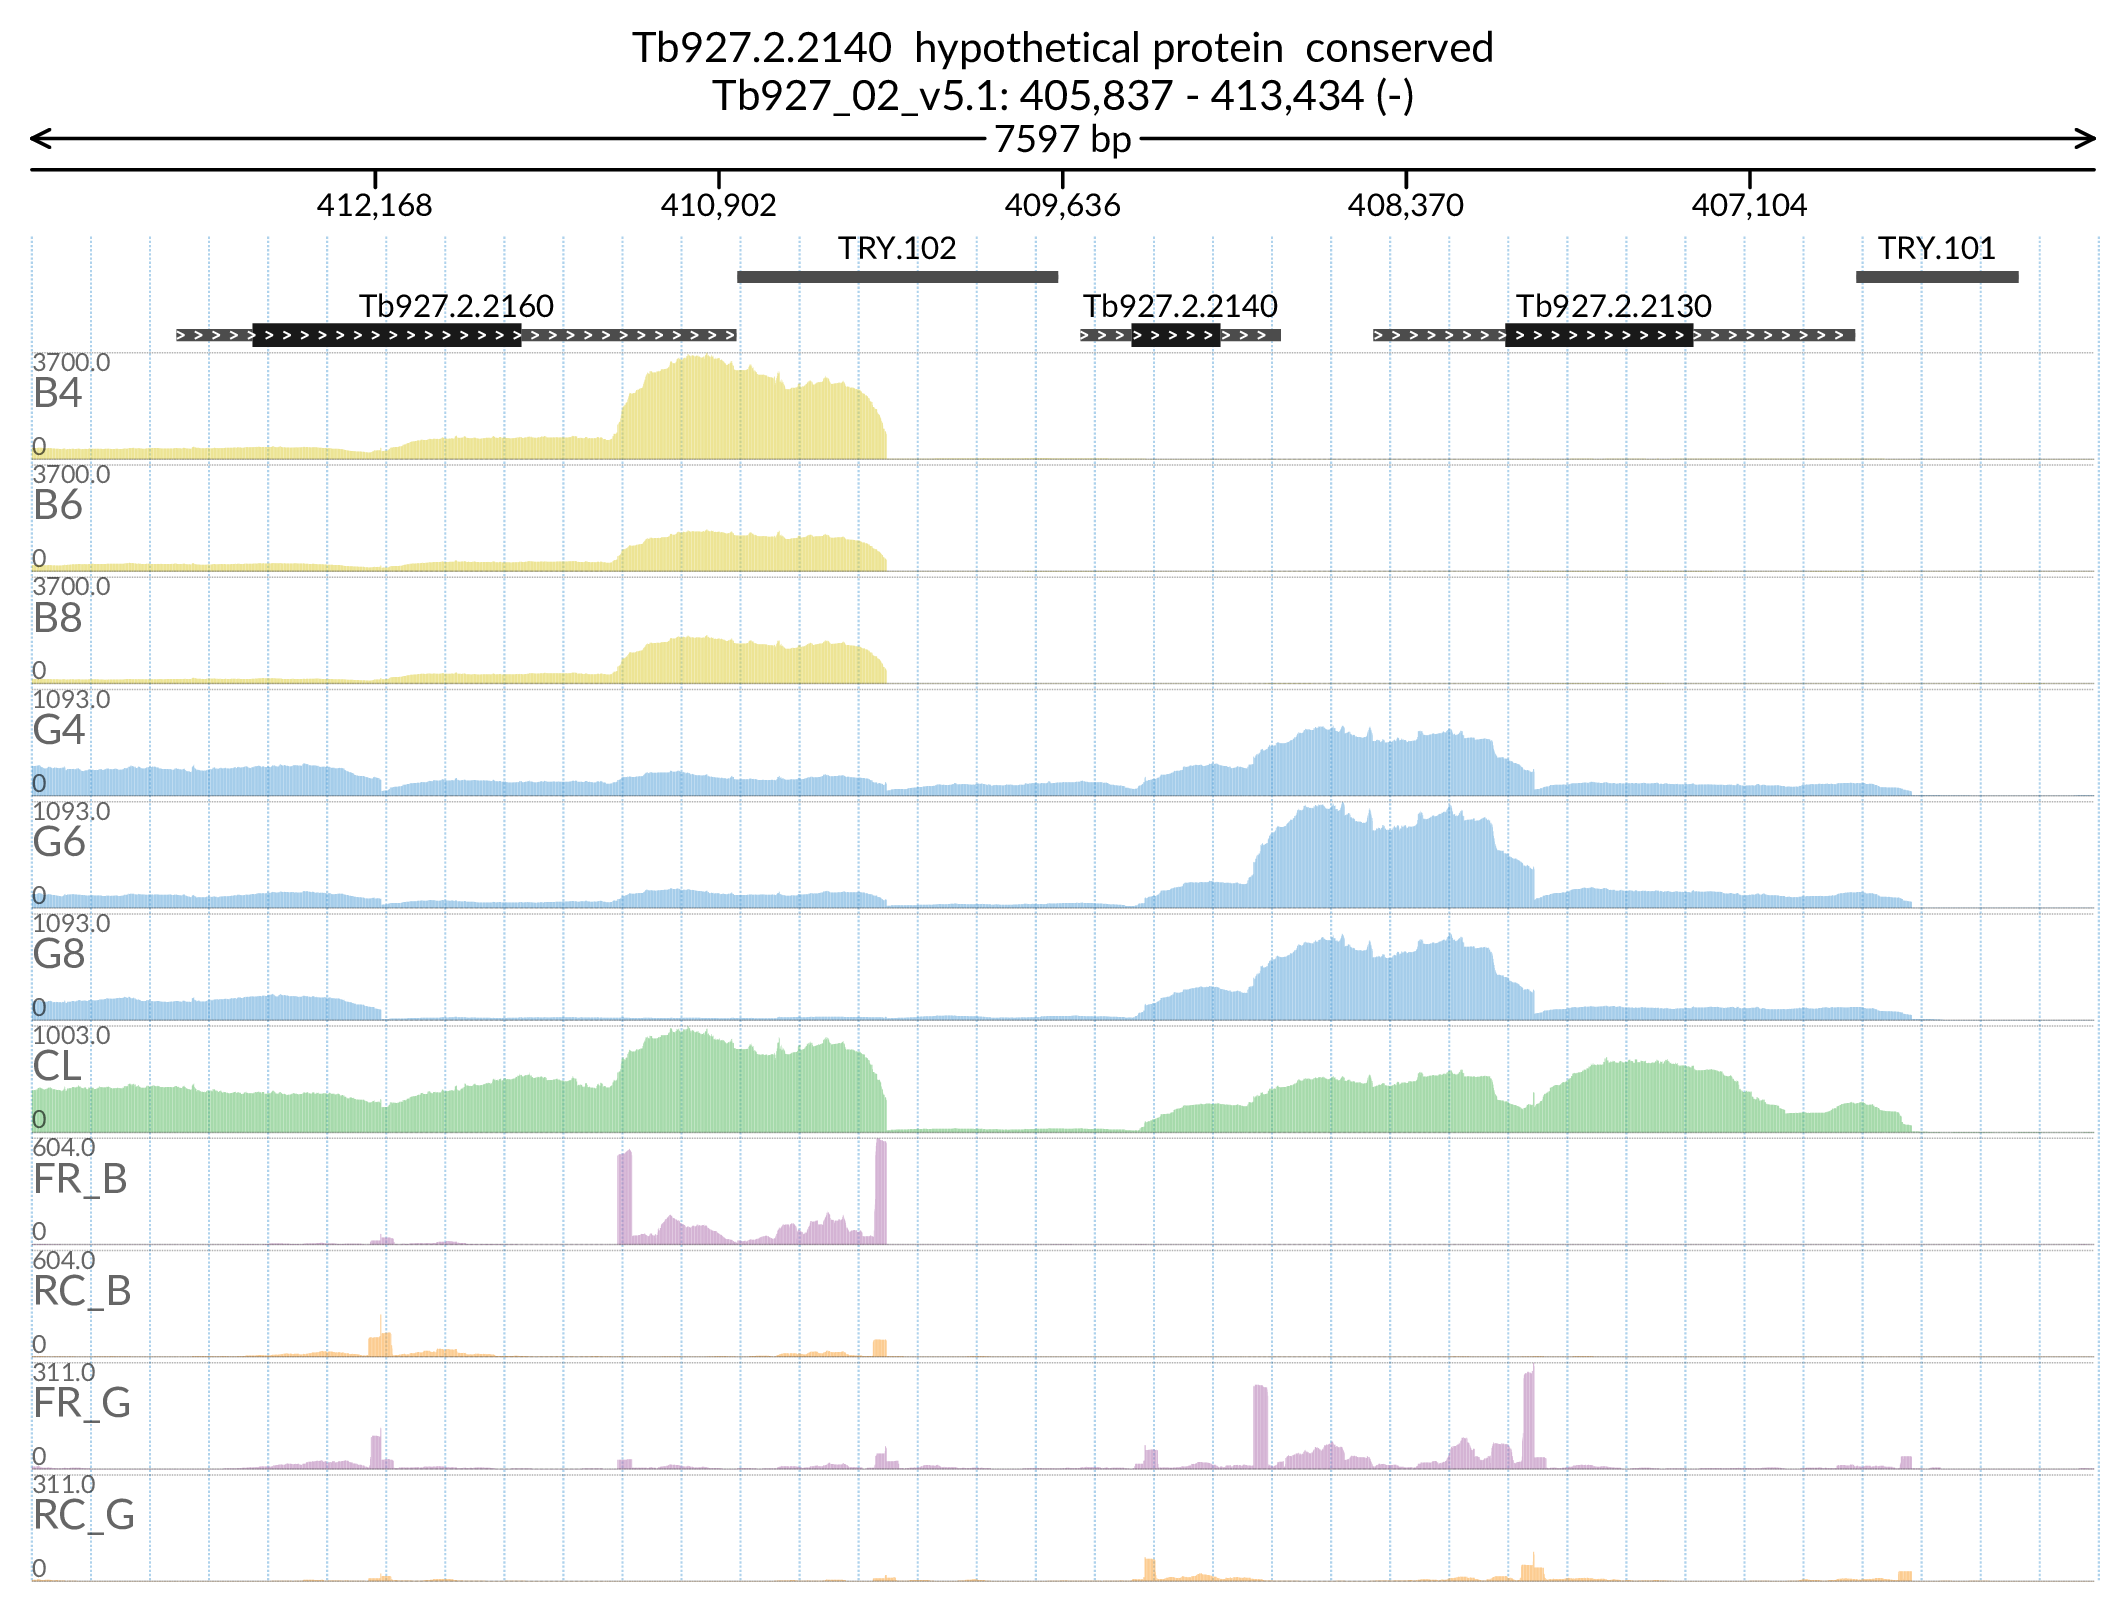 Tb927.2.2140 hypothetical protein conserved
Tb927_02_v5.1: 405,837 - 413,434 (-)
7597 bp
412,168 410,902 409,636 408,370 407,104
TRY.102 TRY.101
Tb927.2.2160 Tb927.2.2140 Tb927.2.2130
3700.0
B4
0
3700.0
B6
0
3700.0
B8
0
1093.0
G4
0
1093.0
G6
0
1093.0
G8
0
1003.0
CL
0
604.0
FR_B
0
604.0
RC_B
0
311.0
FR_G
0
311.0
RC_G
0